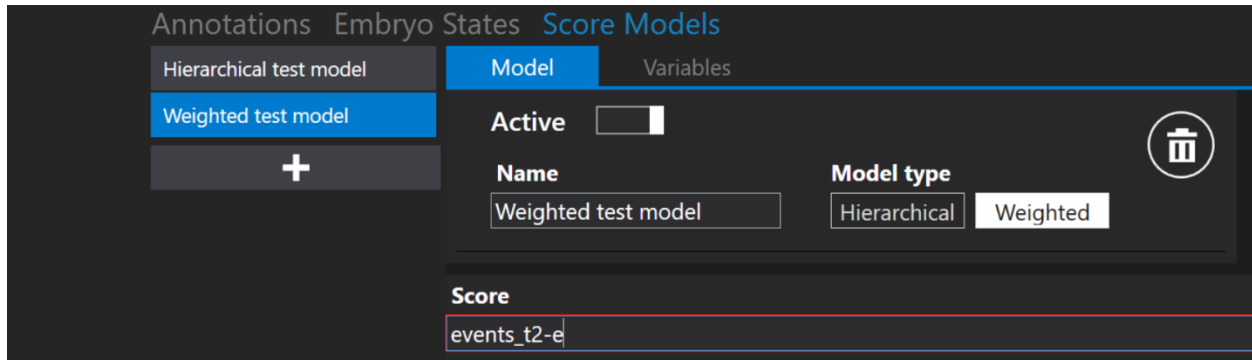 Annotations Embryo States Score Models
Hierarchical test model
Weighted test model
Model Variables
Active
Name
Weighted test model
Model type
Hierarchical Weighted
Score
events_t2-e